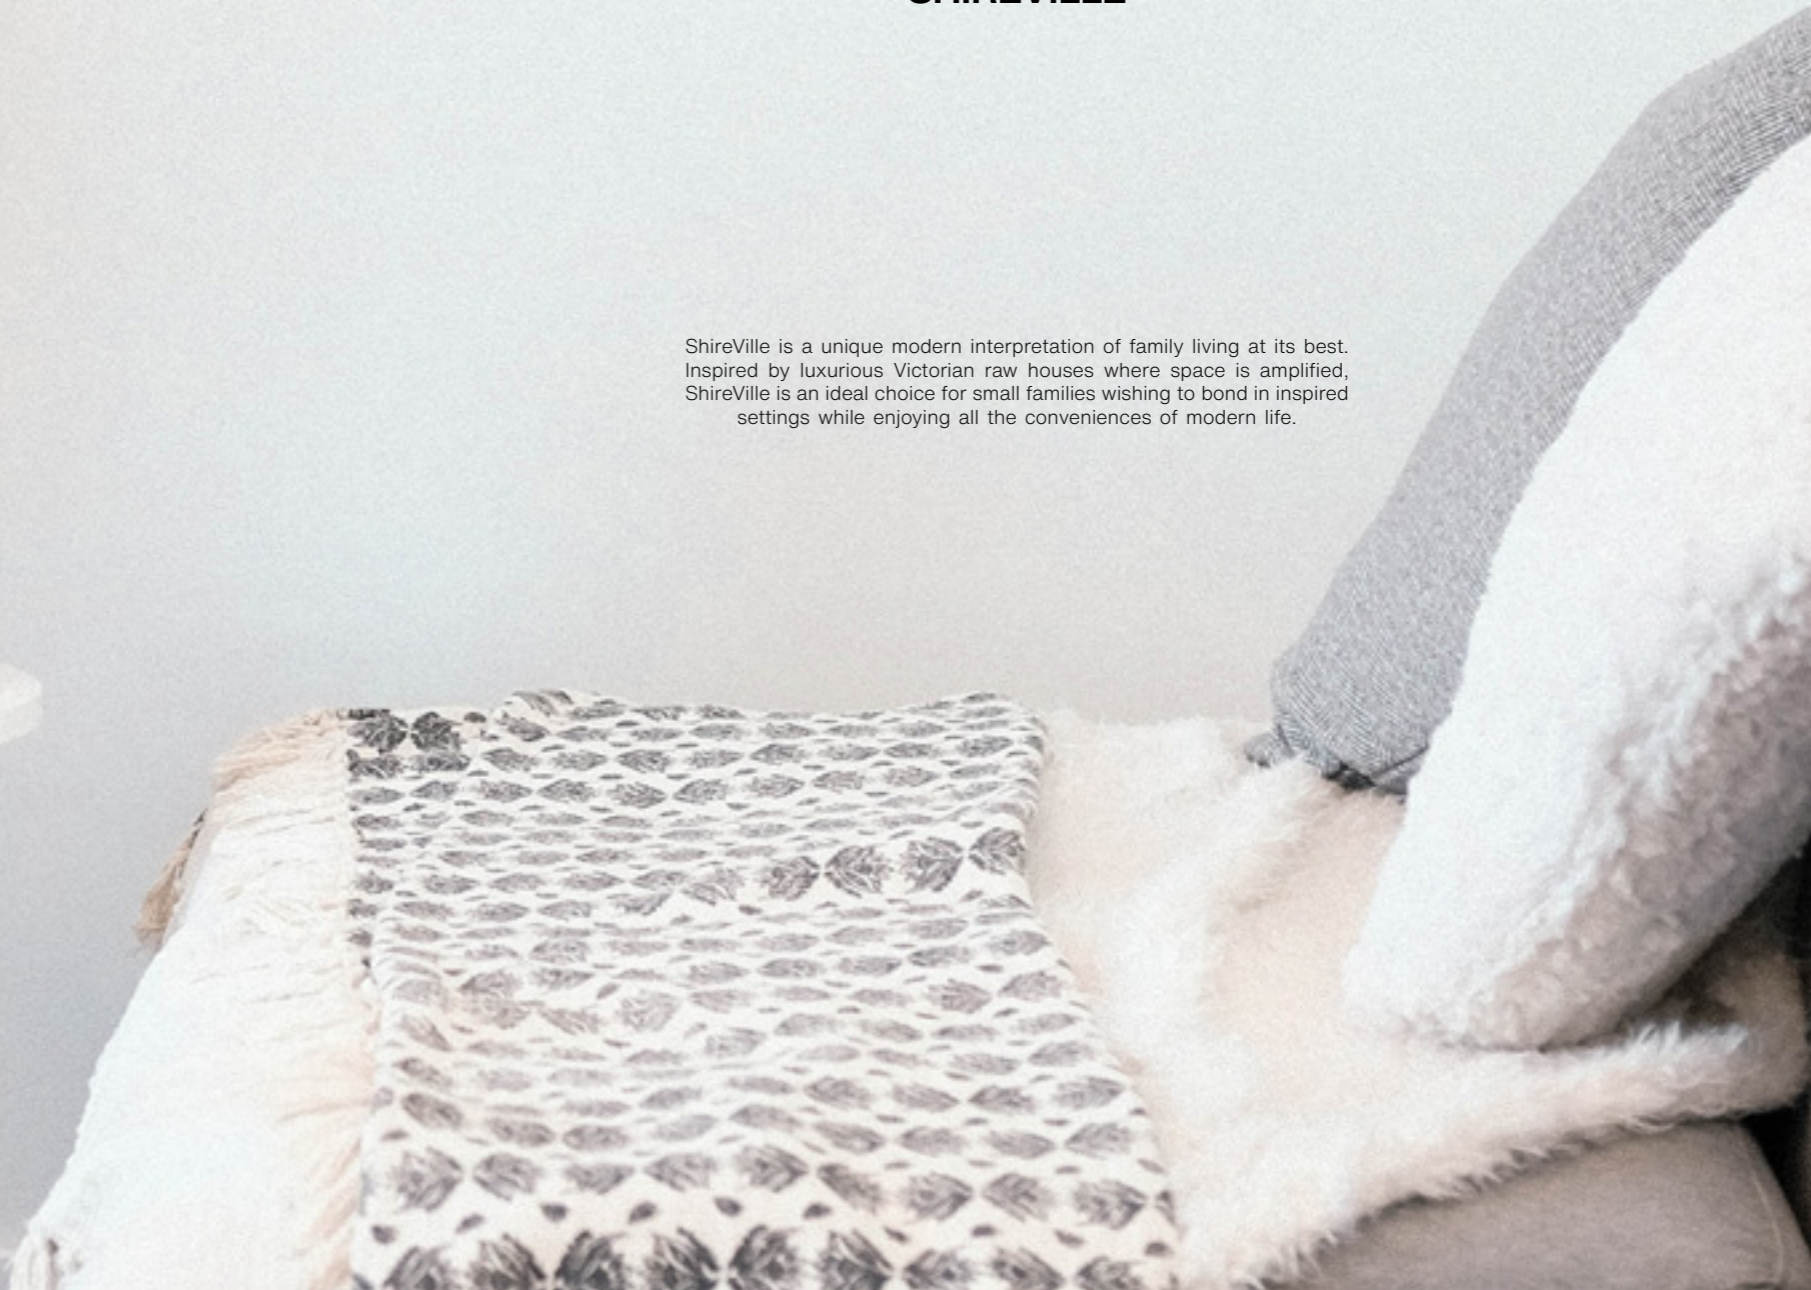 SHIREVILLE
ShireVille is a unique modern interpretation of family living at its best.
Inspired by luxurious Victorian raw houses where space is amplified,
ShireVille is an ideal choice for small families wishing to bond in inspired
settings while enjoying all the conveniences of modern life.